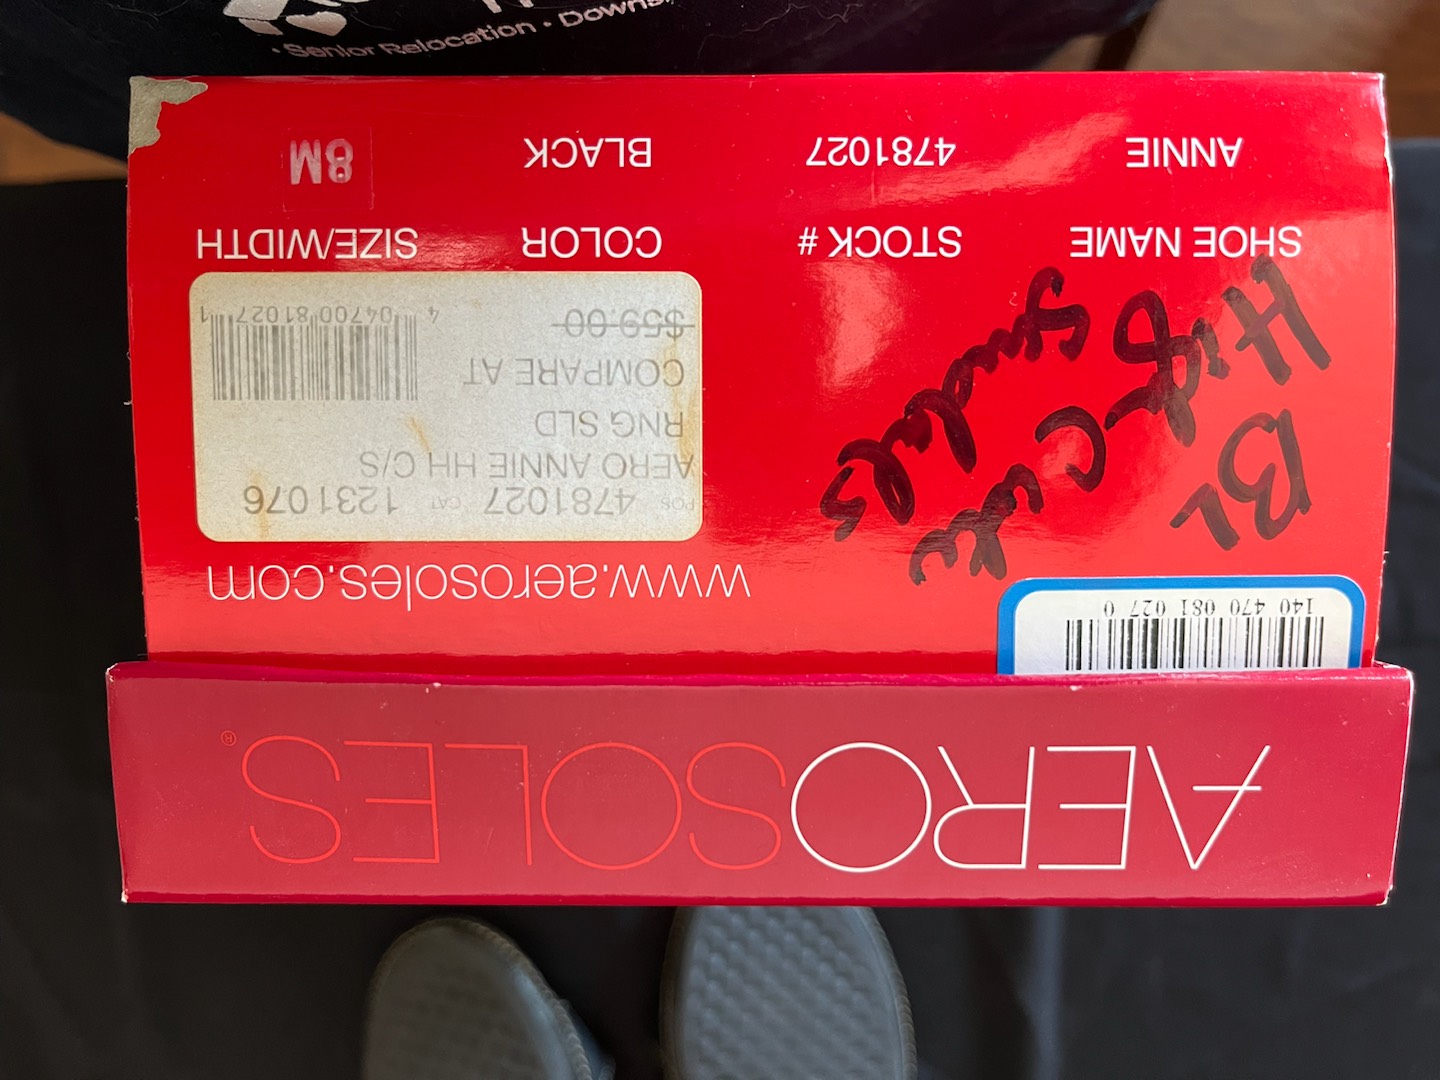 • Senior Relocation • Downs
AEROSOLES®
140 470 081 027 0
www.aerosoles.com
POS 4781027 CAT 1231076
AERO ANNIE HH C/S
RNG SLD
COMPARE AT
$59.00
4 04700 81027 1
BL
SHOE NAME STOCK # COLOR SIZE/WIDTH
ANNIE 4781027 BLACK 8M